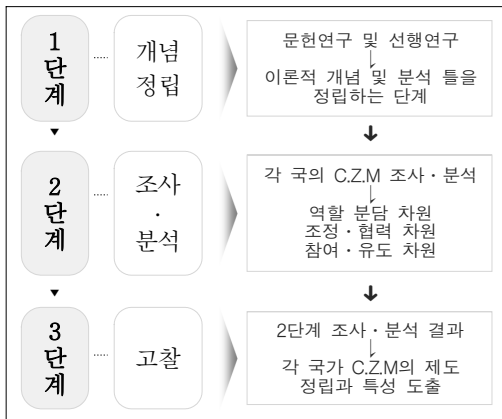 1단계
개념
정립
문헌연구 및 선행연구
이론적 개념 및 분석 틀을
정립하는 단계
2단계
조사
·
분석
각 국의 C.Z.M 조사·분석
역할 분담 차원
조정·협력 차원
참여·유도 차원
3단계
고찰
2단계 조사·분석 결과
각 국가 C.Z.M의 제도
정립과 특성 도출